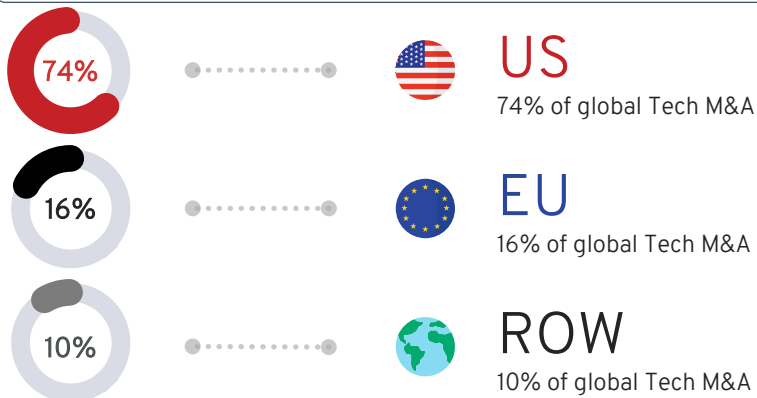 74%
US
74% of global Tech M&A
16%
EU
16% of global Tech M&A
10%
ROW
10% of global Tech M&A